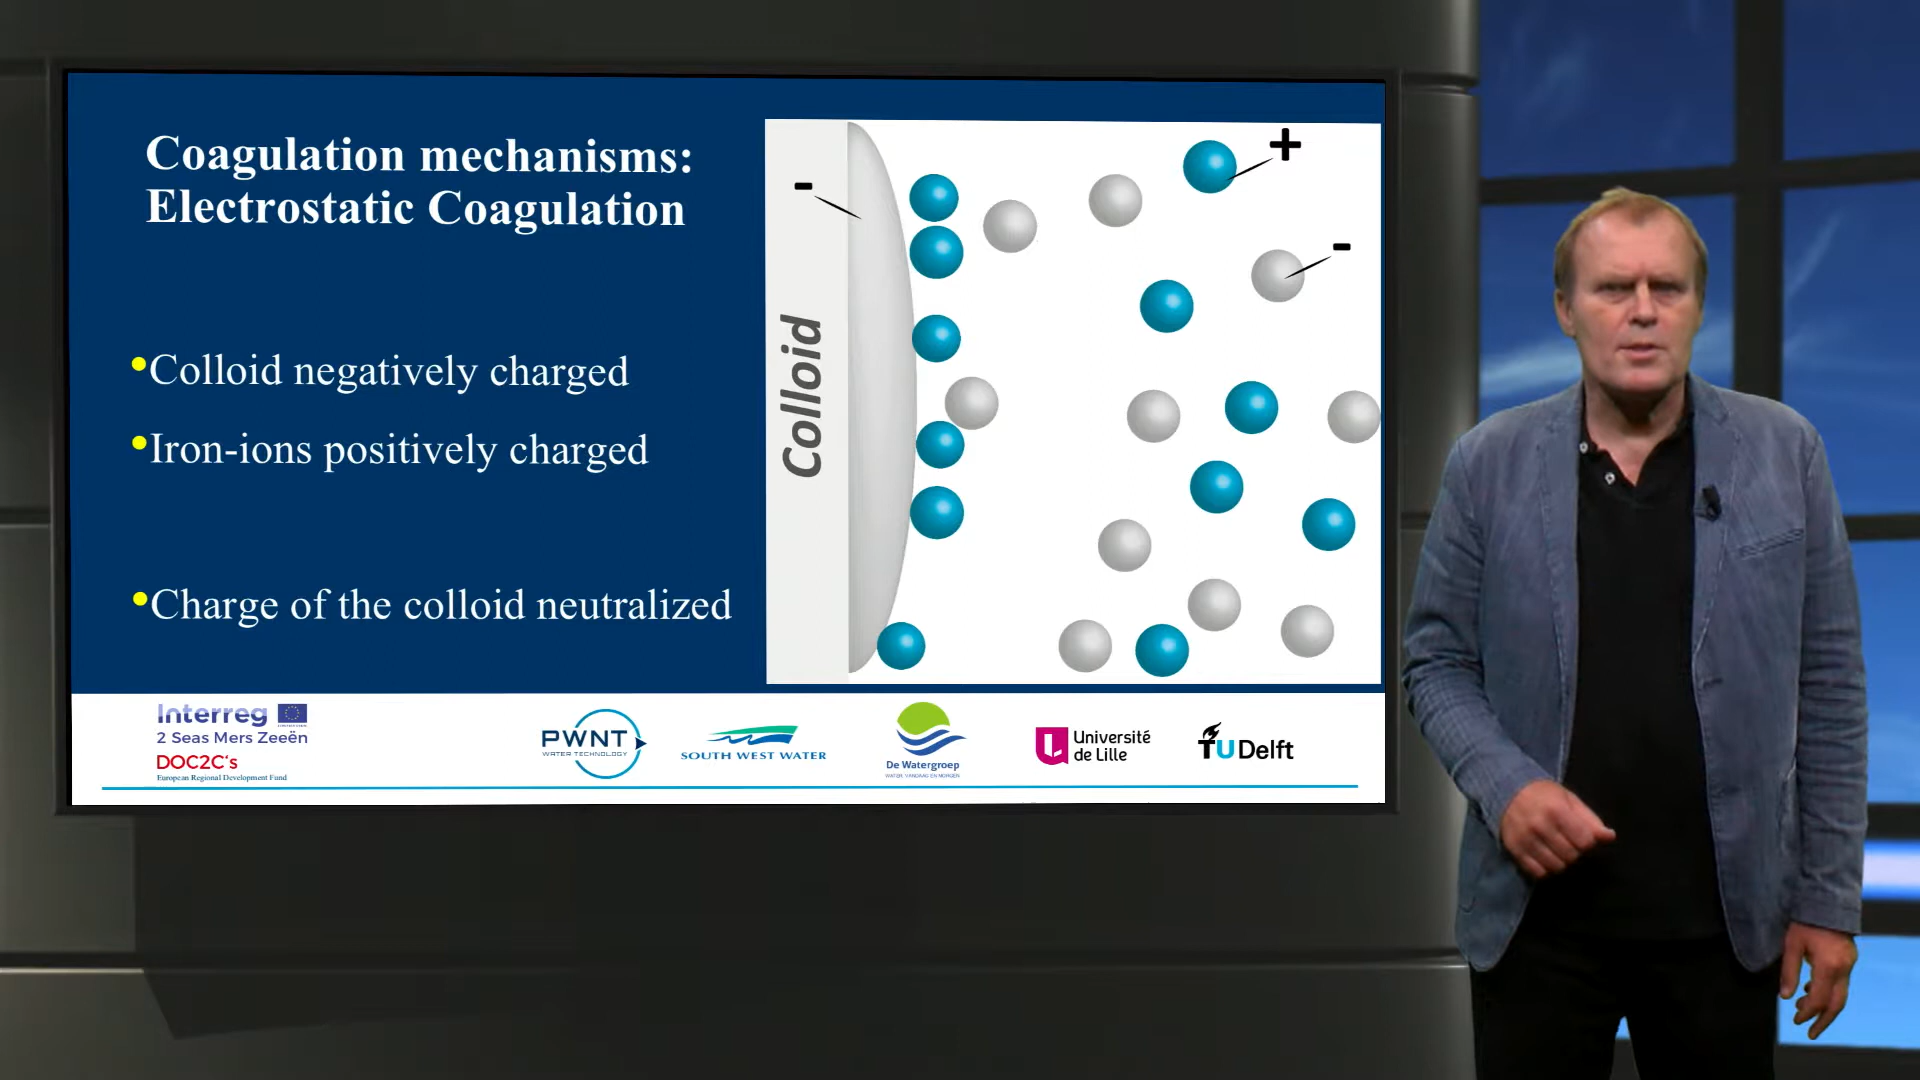 Coagulation mechanisms:
Electrostatic Coagulation
•Colloid negatively charged
•Iron-ions positively charged
•Charge of the colloid neutralized
-
+
-
Colloid
Interreg
2 Seas Mers Zeeën
DOC2C's
European Regional Development Fund
PWNT
WATER TECHNOLOGY
SOUTH WEST WATER
De Watergroep
WATER. VANDAAG EN MORGEN
Université
de Lille
TU Delft